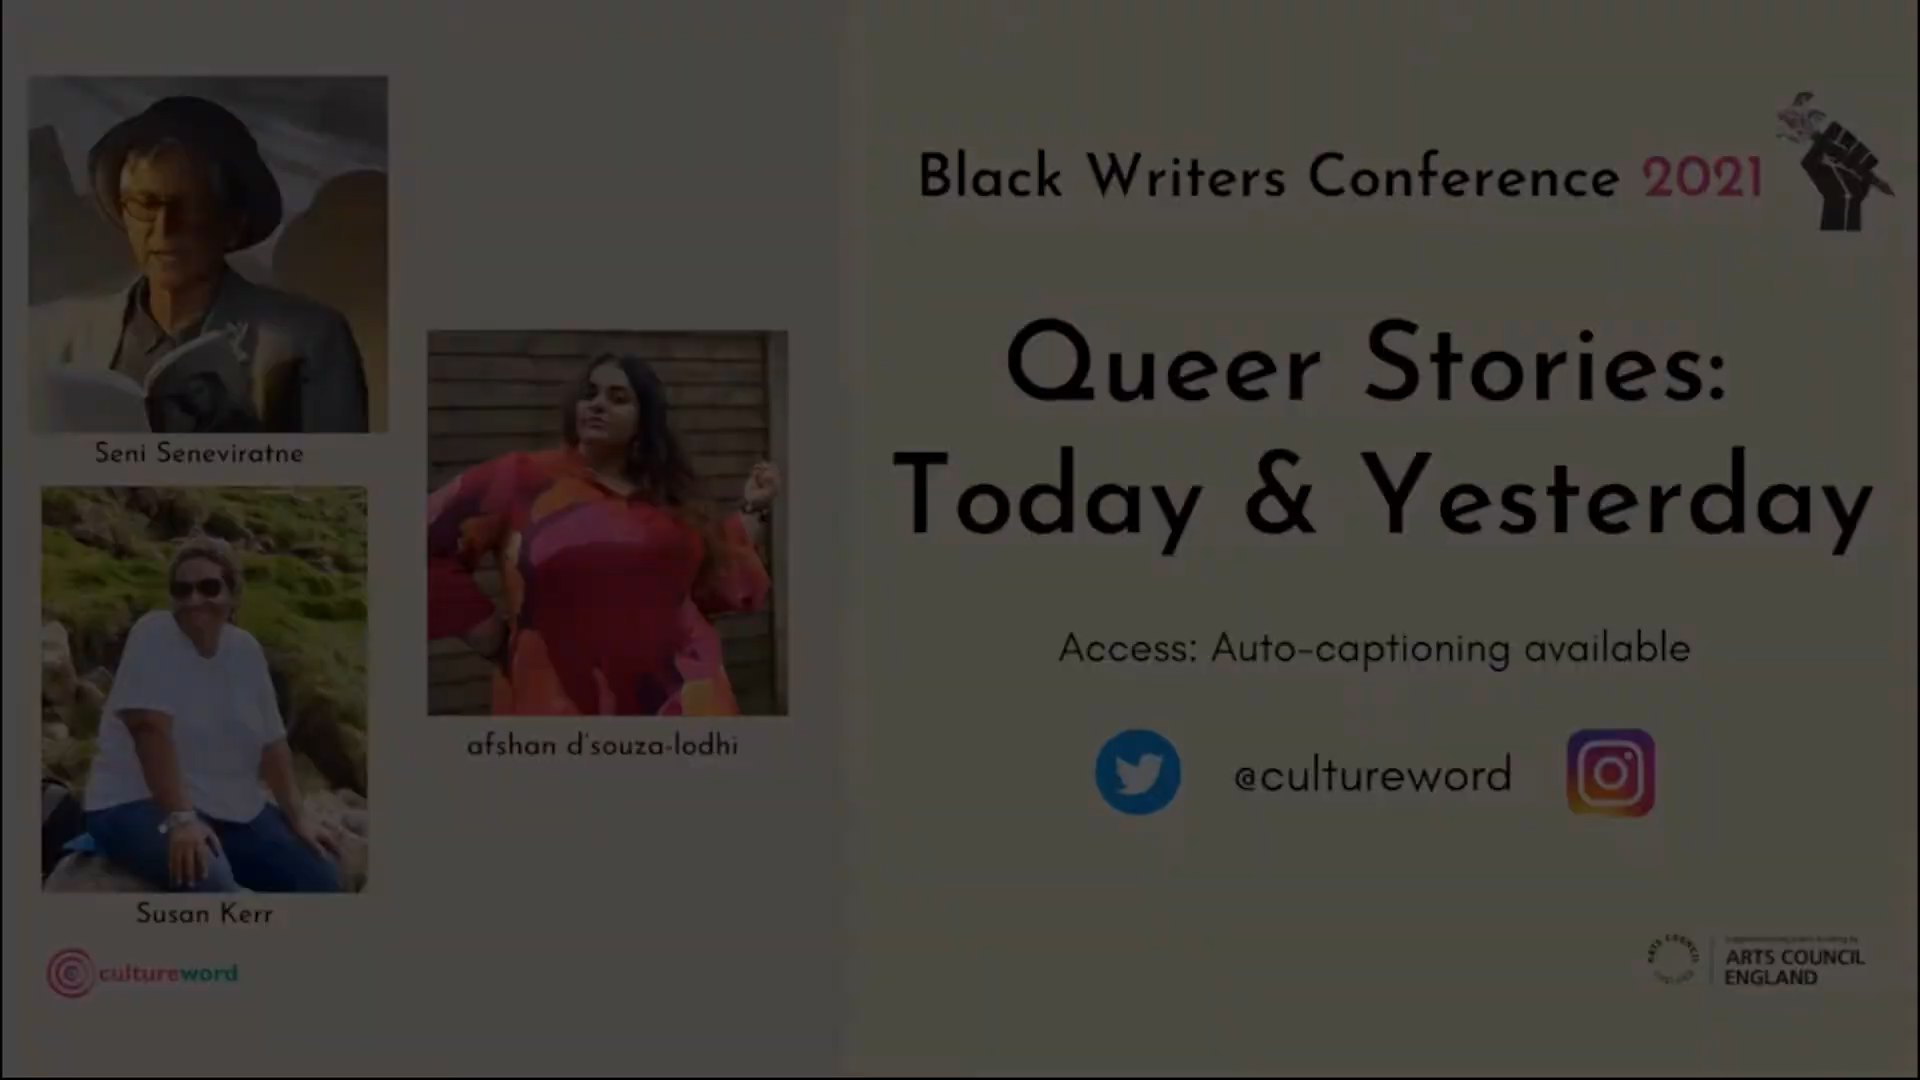 Seni Seneviratne
afshan d'souza-lodhi
Susan Kerr
cultureword
Black Writers Conference 2021
Queer Stories:
Today & Yesterday
Access: Auto-captioning available
@cultureword
ARTS COUNCIL
ENGLAND